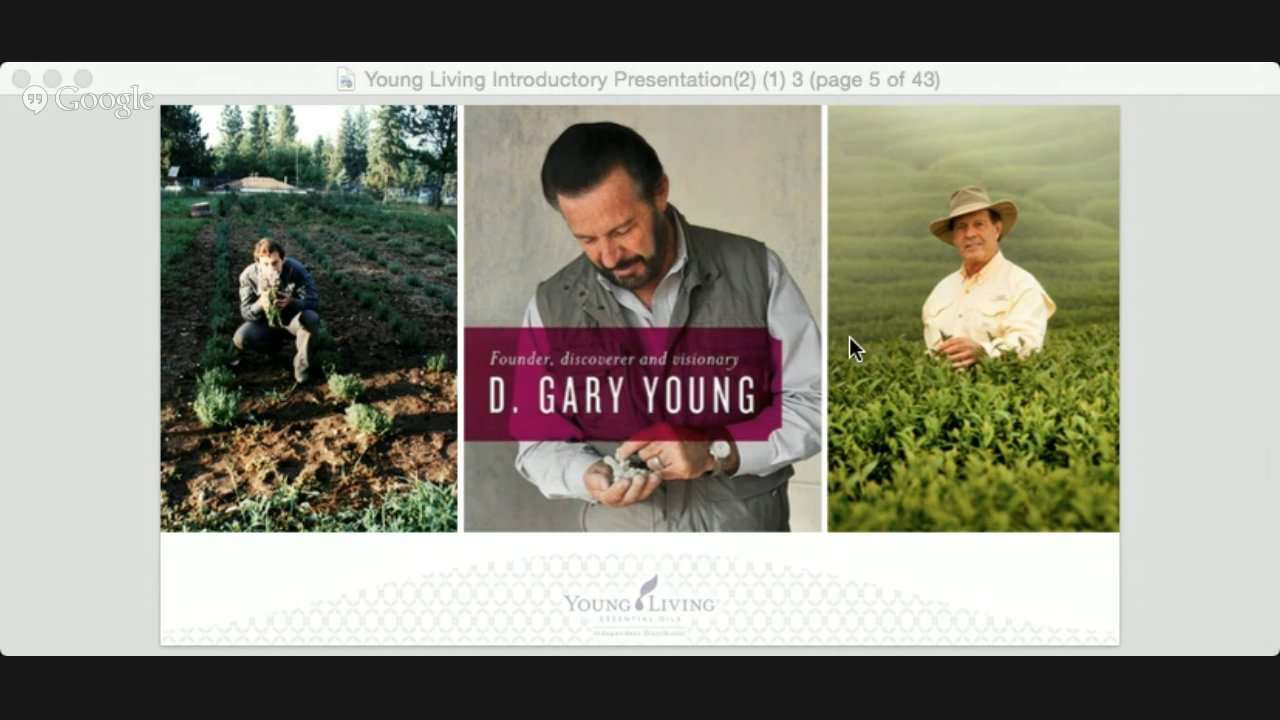 Young Living Introductory Presentation(2) (1) 3 (page 5 of 43)
Google
Founder, discoverer and visionary
D. GARY YOUNG
YOUNG LIVING
ESSENTIAL OILS
Independent Distributor